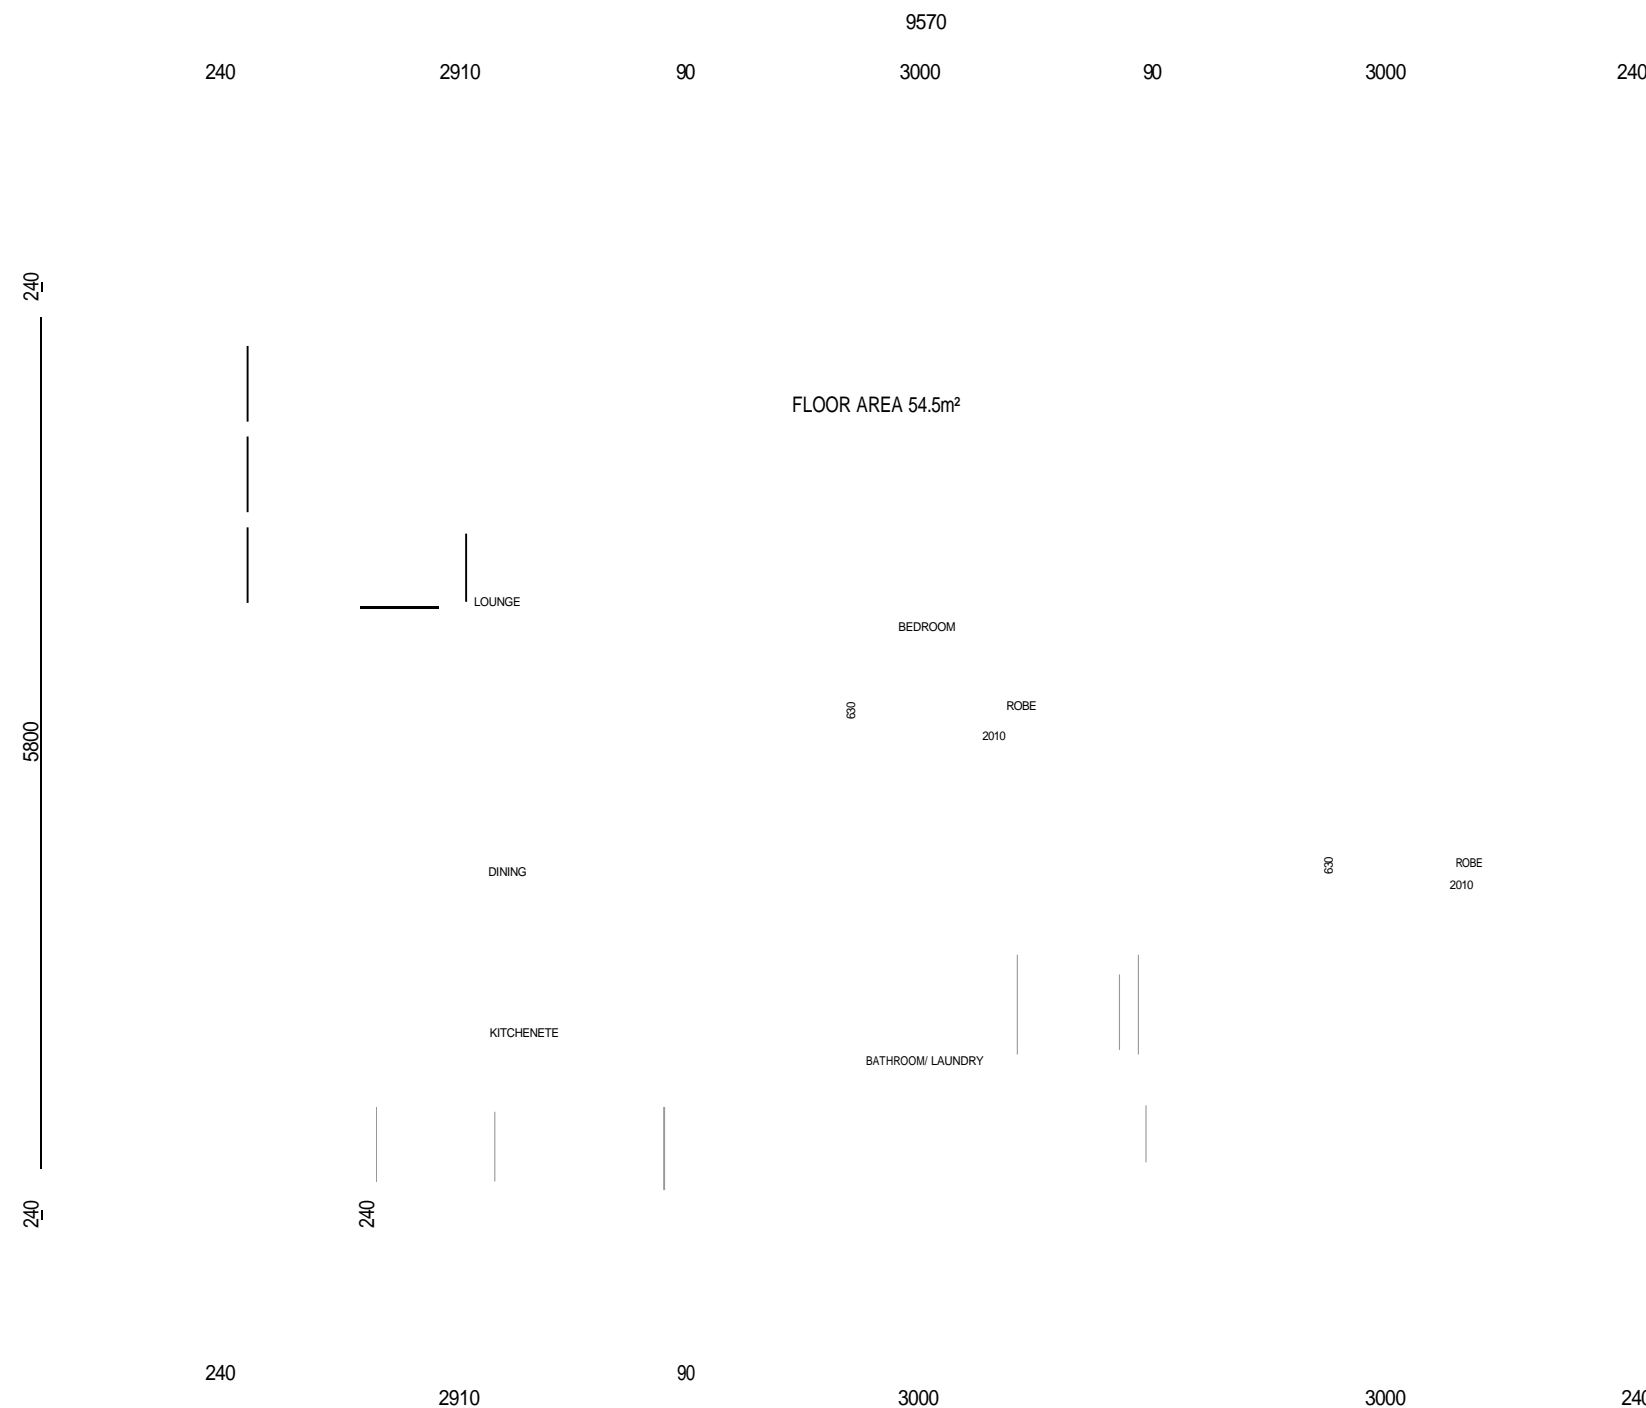 9570
240 2910 90 3000 90 3000 240
240
FLOOR AREA 54.5m²
LOUNGE
BEDROOM
630
ROBE
2010
5800
DINING
630
ROBE
2010
KITCHENETE
BATHROOM/ LAUNDRY
240
240
240 90
2910 3000 3000 240